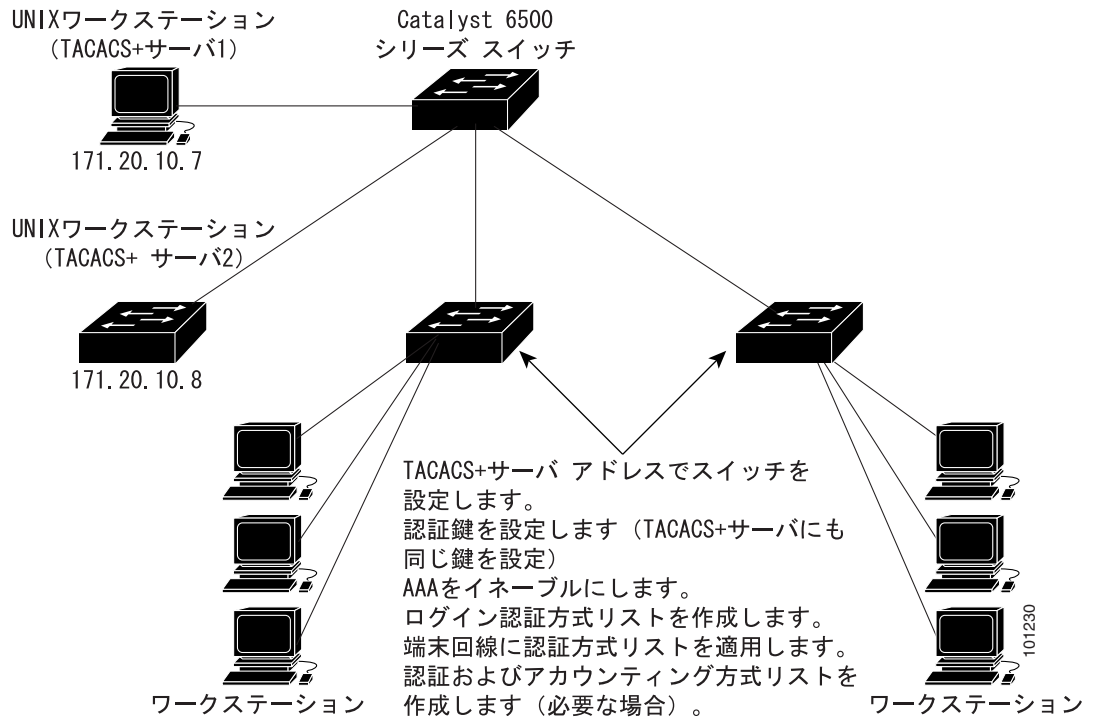 UNIXワークステーション
(TACACS+サーバ1)
Catalyst 6500
シリーズ スイッチ
171.20.10.7
UNIXワークステーション
(TACACS+ サーバ2)
171.20.10.8
TACACS+サーバ アドレスでスイッチを
設定します。
認証鍵を設定します（TACACS+サーバにも
同じ鍵を設定）
AAAをイネーブルにします。
ログイン認証方式リストを作成します。
端末回線に認証方式リストを適用します。
認証およびアカウンティング方式リストを
作成します（必要な場合）。
ワークステーション
ワークステーション
101230